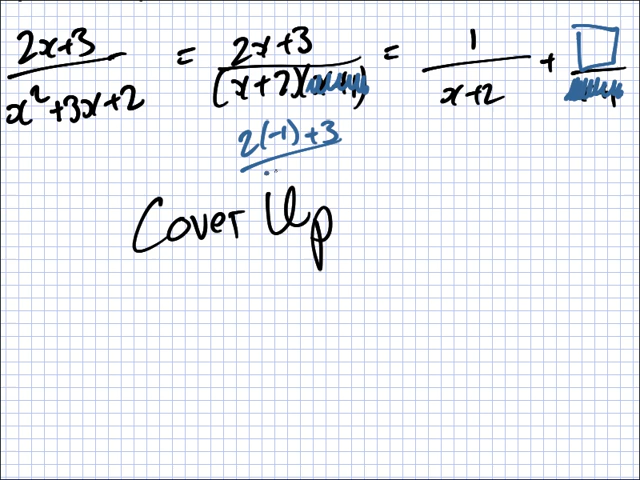 2x+3 / x²+3x+2 = 2x+3 / (x+2)( ) = 1 / x+2 + □
2(-1)+3
Cover Up